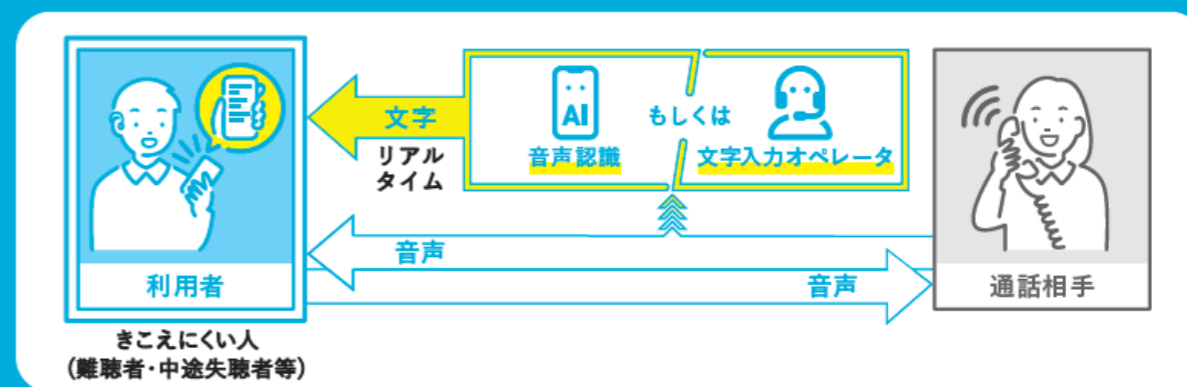 AI
もしくは
音声認識
文字入力オペレータ
文字
リアル
タイム
音声
音声
利用者
通話相手
きこえにくい人
(難聴者・中途失聴者等)